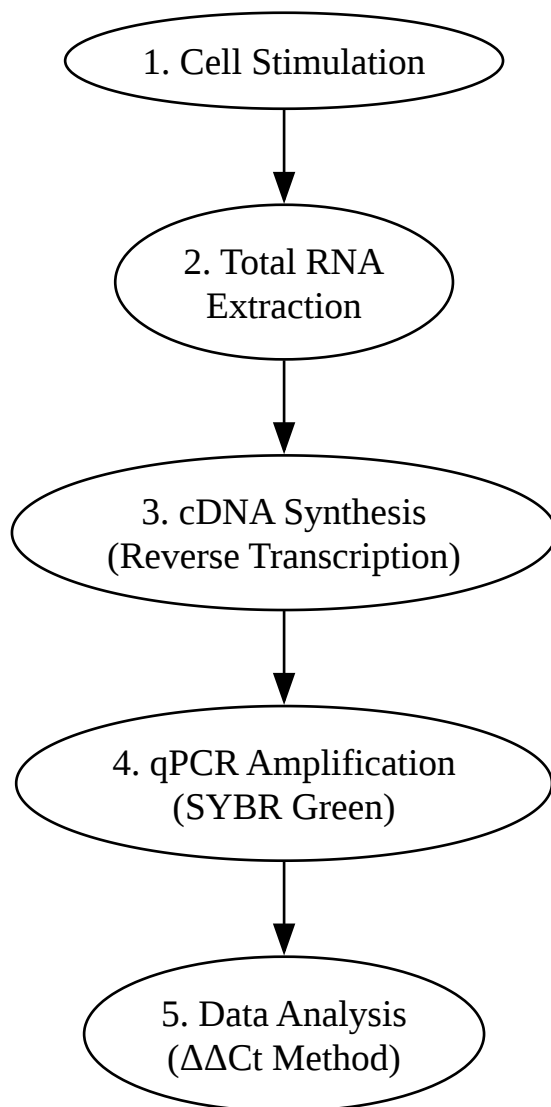 1. Cell Stimulation
2. Total RNA
Extraction
3. cDNA Synthesis
(Reverse Transcription)
4. qPCR Amplification
(SYBR Green)
5. Data Analysis
(ΔΔCt Method)